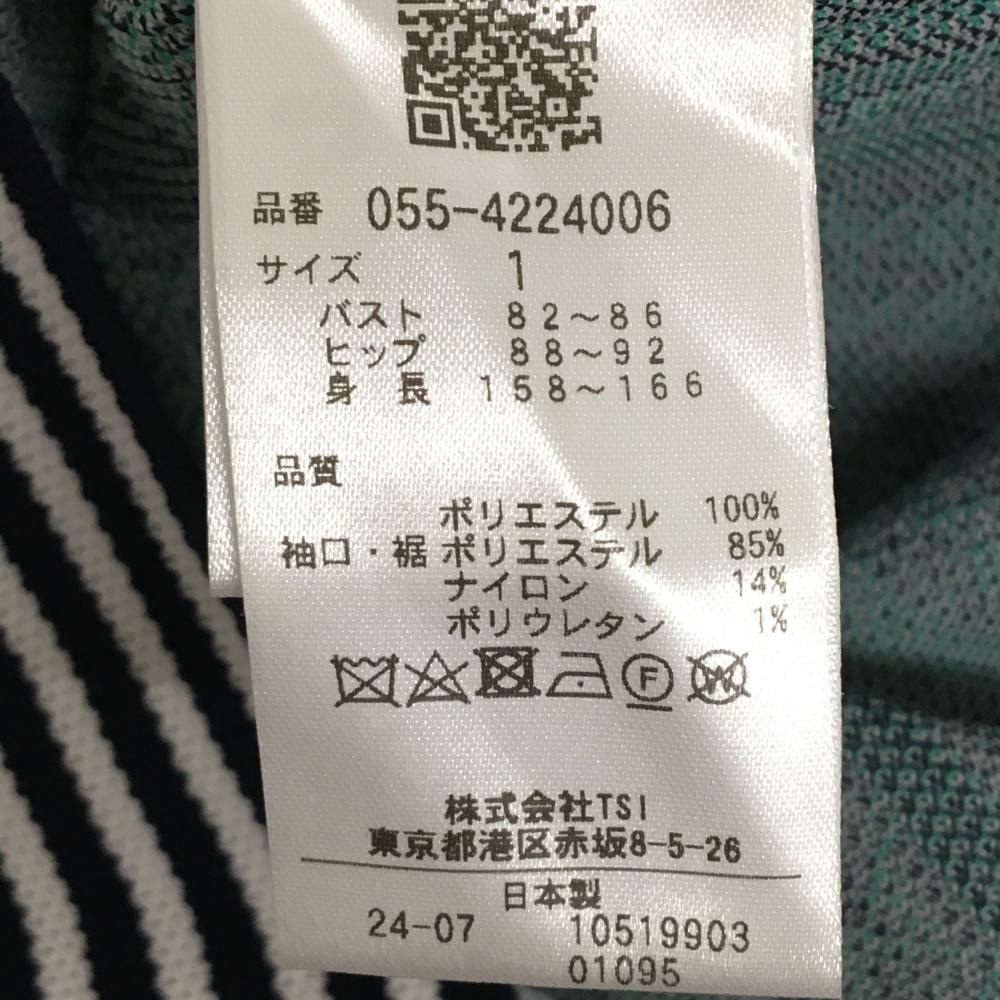 品番 055-4224006
サイズ 1
バスト 82～86
ヒップ 88～92
身 長 158～166
品質
ポリエステル 100%
袖口・裾 ポリエステル 85%
ナイロン 14%
ポリウレタン 1%
F W
株式会社TSI
東京都港区赤坂8-5-26
日本製
24-07 10519903
01095